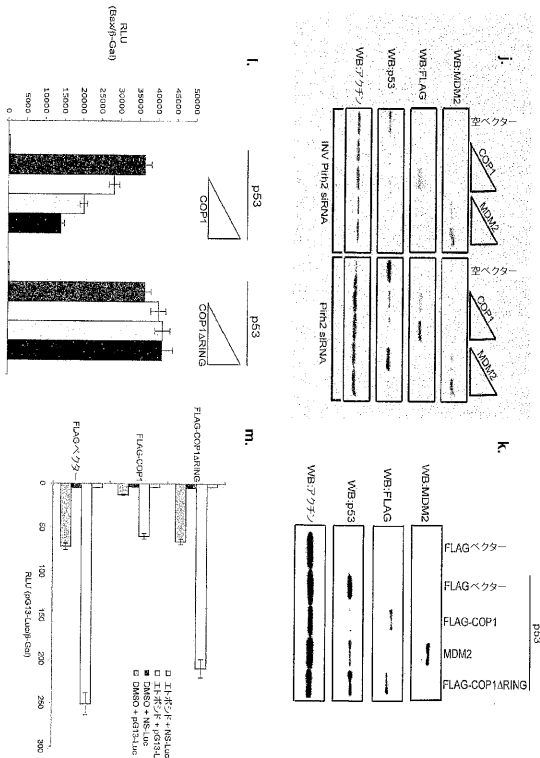 j.
空ベクター
COP1
MDM2
空ベクター
COP1
MDM2
WB:MDM2
WB:FLAG
WB:p53
WB:アクチン
INV Pirh2 siRNA
Pirh2 siRNA
k.
p53
FLAGベクター
FLAGベクター
FLAG-COP1
MDM2
FLAG-COP1ΔRING
WB:MDM2
WB:FLAG
WB:p53
WB:アクチン
l.
RLU
(Bax/β-Gal)
50000
45000
40000
35000
30000
25000
20000
15000
10000
5000
0
p53
COP1
p53
COP1ΔRING
m.
FLAG-COP1ΔRING
FLAG-COP1
FLAGベクター
0
50
100
150
200
250
300
RLU (pG13-Luc/β-Gal)
エトポシド + NS-Luc
エトポシド + pG13-L
DMSO + NS-Luc
DMSO + pG13-Luc